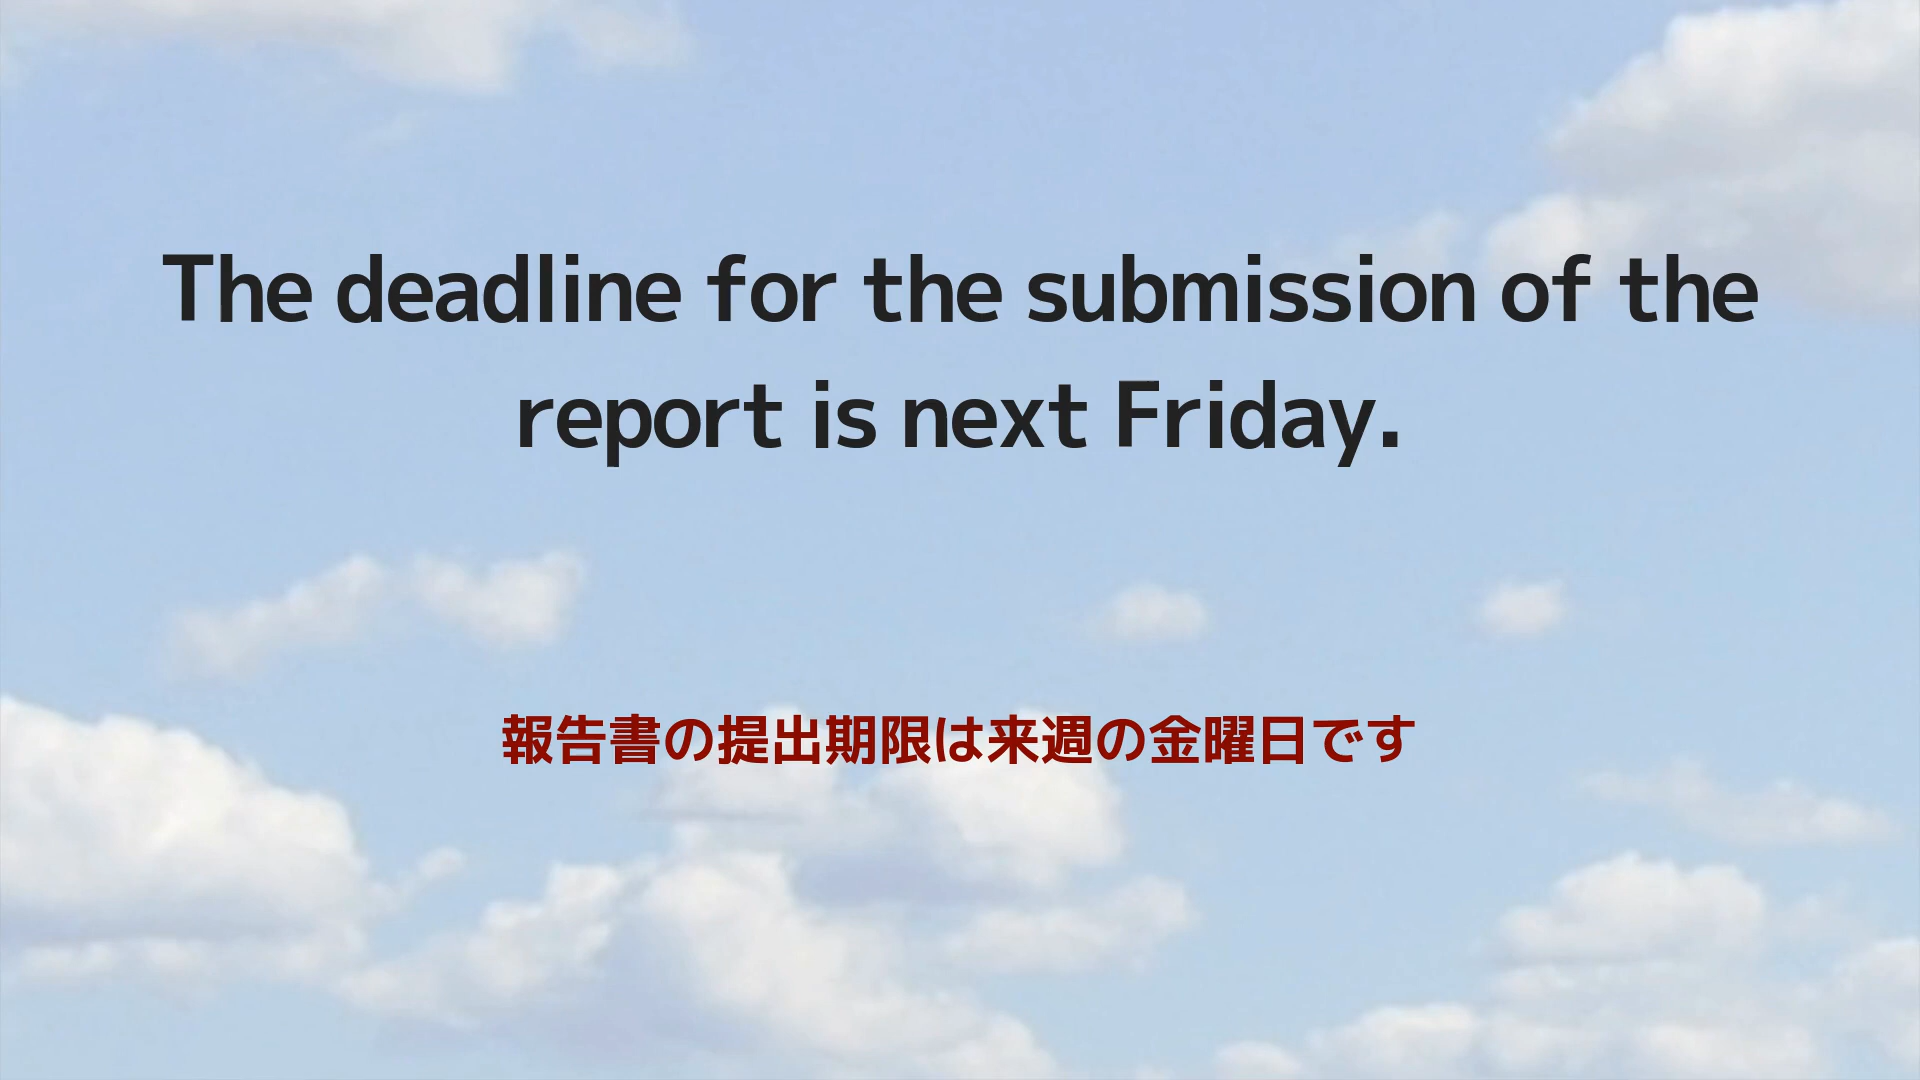 The deadline for the submission of the
report is next Friday.
報告書の提出期限は来週の金曜日です